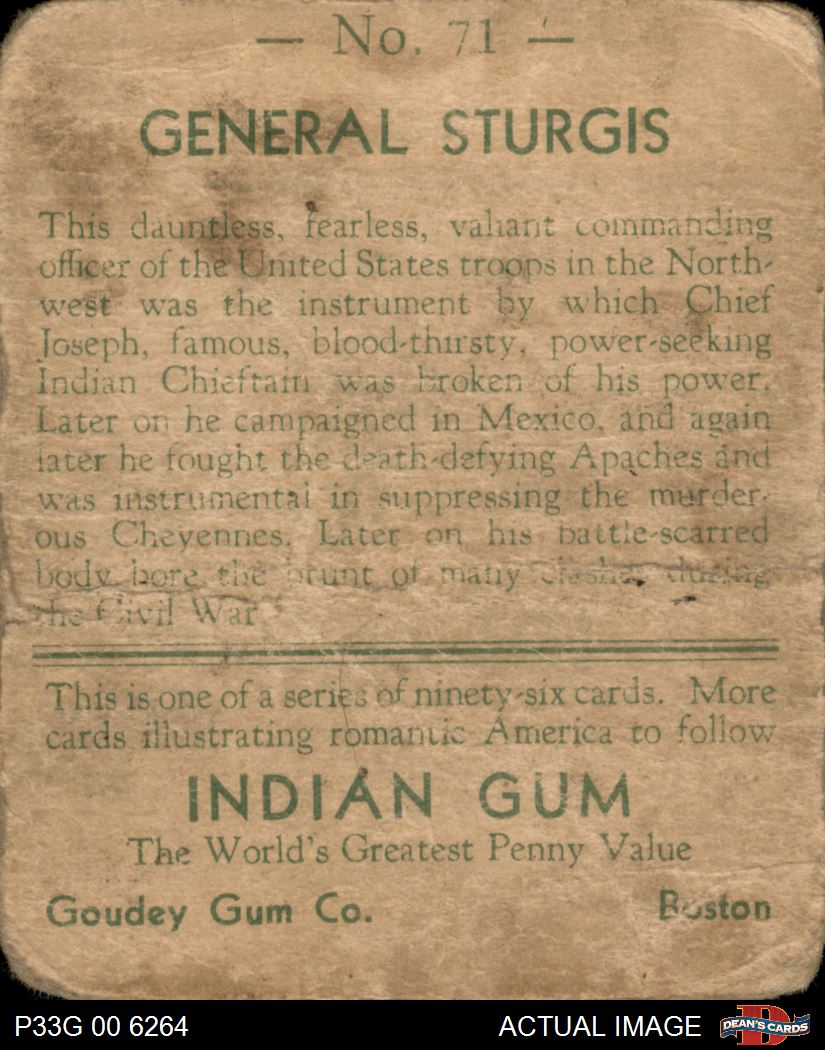 — No. 71 —
GENERAL STURGIS
This dauntless, fearless, valiant commanding
officer of the United States troops in the North-
west was the instrument by which Chief
Joseph, famous, blood-thirsty, power-seeking
Indian Chieftain was broken of his power.
Later on he campaigned in Mexico, and again
later he fought the death-defying Apaches and
was instrumental in suppressing the murder-
ous Cheyennes. Later on his battle-scarred
body bore the brunt of many clashes during
the Civil War
This is one of a series of ninety-six cards. More
cards illustrating romantic America to follow
INDIAN GUM
The World's Greatest Penny Value
Goudey Gum Co. Boston
P33G 00 6264 ACTUAL IMAGE DEAN'S CARDS